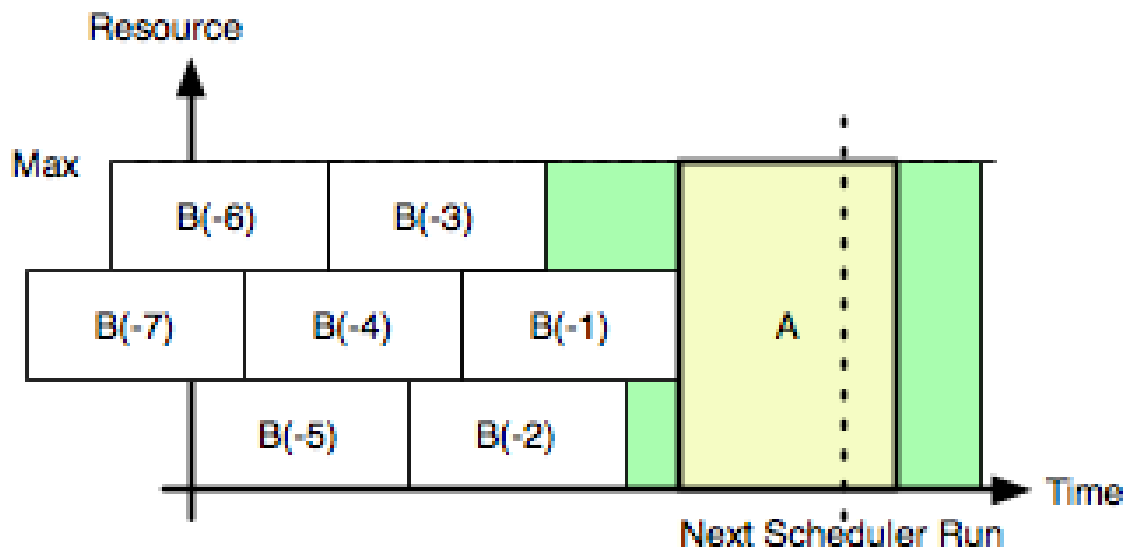 Resource
Max
B(-6)
B(-3)
B(-7)
B(-4)
B(-1)
A
B(-5)
B(-2)
Time
Next Scheduler Run